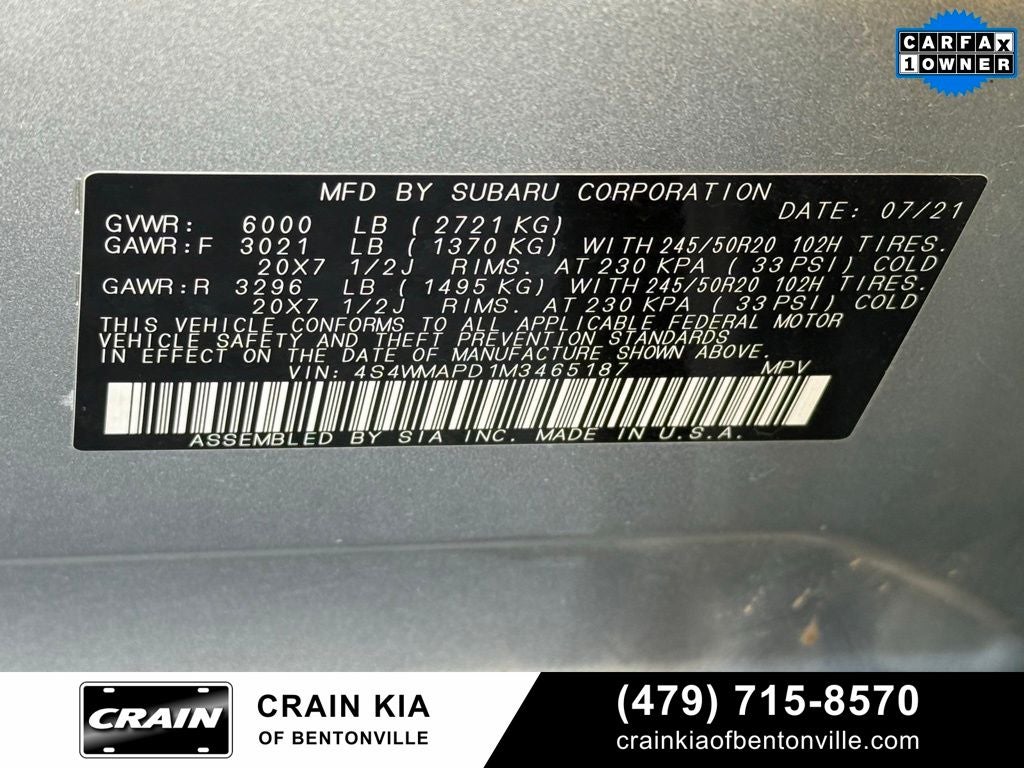 CARFAX
1 OWNER
MFD BY SUBARU CORPORATION
DATE: 07/21
GVWR: 6000 LB ( 2721 KG)
GAWR:F 3021 LB ( 1370 KG) WITH 245/50R20 102H TIRES.
20X7 1/2J RIMS. AT 230 KPA ( 33 PSI) COLD
GAWR:R 3296 LB ( 1495 KG) WITH 245/50R20 102H TIRES.
20X7 1/2J RIMS. AT 230 KPA ( 33 PSI) COLD
THIS VEHICLE CONFORMS TO ALL APPLICABLE FEDERAL MOTOR
VEHICLE SAFETY AND THEFT PREVENTION STANDARDS
IN EFFECT ON THE DATE OF MANUFACTURE SHOWN ABOVE.
VIN: 4S4WMAPD1M3465187 MPV
ASSEMBLED BY SIA INC. MADE IN U.S.A.
CRAIN
CRAIN KIA
OF BENTONVILLE
(479) 715-8570
crainkiaofbentonville.com